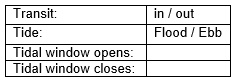 Transit: in / out
Tide: Flood / Ebb
Tidal window opens:
Tidal window closes: